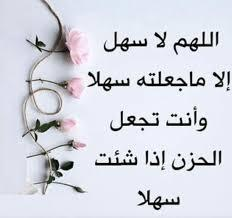 اللهم لا سهل
إلا ماجعلته سهلا
وأنت تجعل
الحزن إذا شئت
سهلا